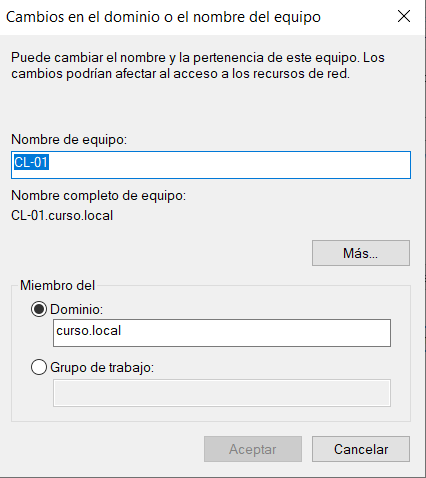 Cambios en el dominio o el nombre del equipo
Puede cambiar el nombre y la pertenencia de este equipo. Los
cambios podrían afectar al acceso a los recursos de red.
Nombre de equipo:
CL-01
Nombre completo de equipo:
CL-01.curso.local
Más...
Miembro del
Dominio:
curso.local
Grupo de trabajo:
Aceptar
Cancelar